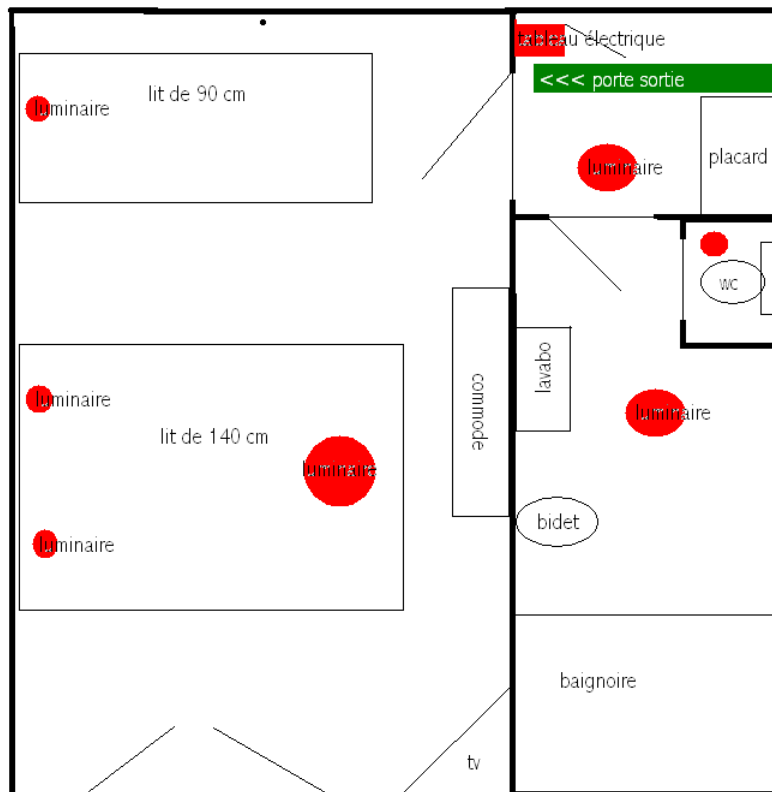 tableau électrique
<<< porte sortie
lit de 90 cm
luminaire
luminaire
placard
wc
lavabo
luminaire
commode
luminaire
lit de 140 cm
luminaire
luminaire
bidet
baignoire
tv